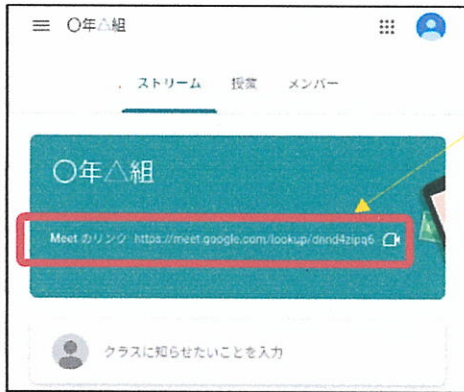 〇年△組
ストリーム 授業 メンバー
〇年△組
Meet のリンク https://meet.google.com/lookup/dnnd4zipq6
クラスに知らせたいことを入力